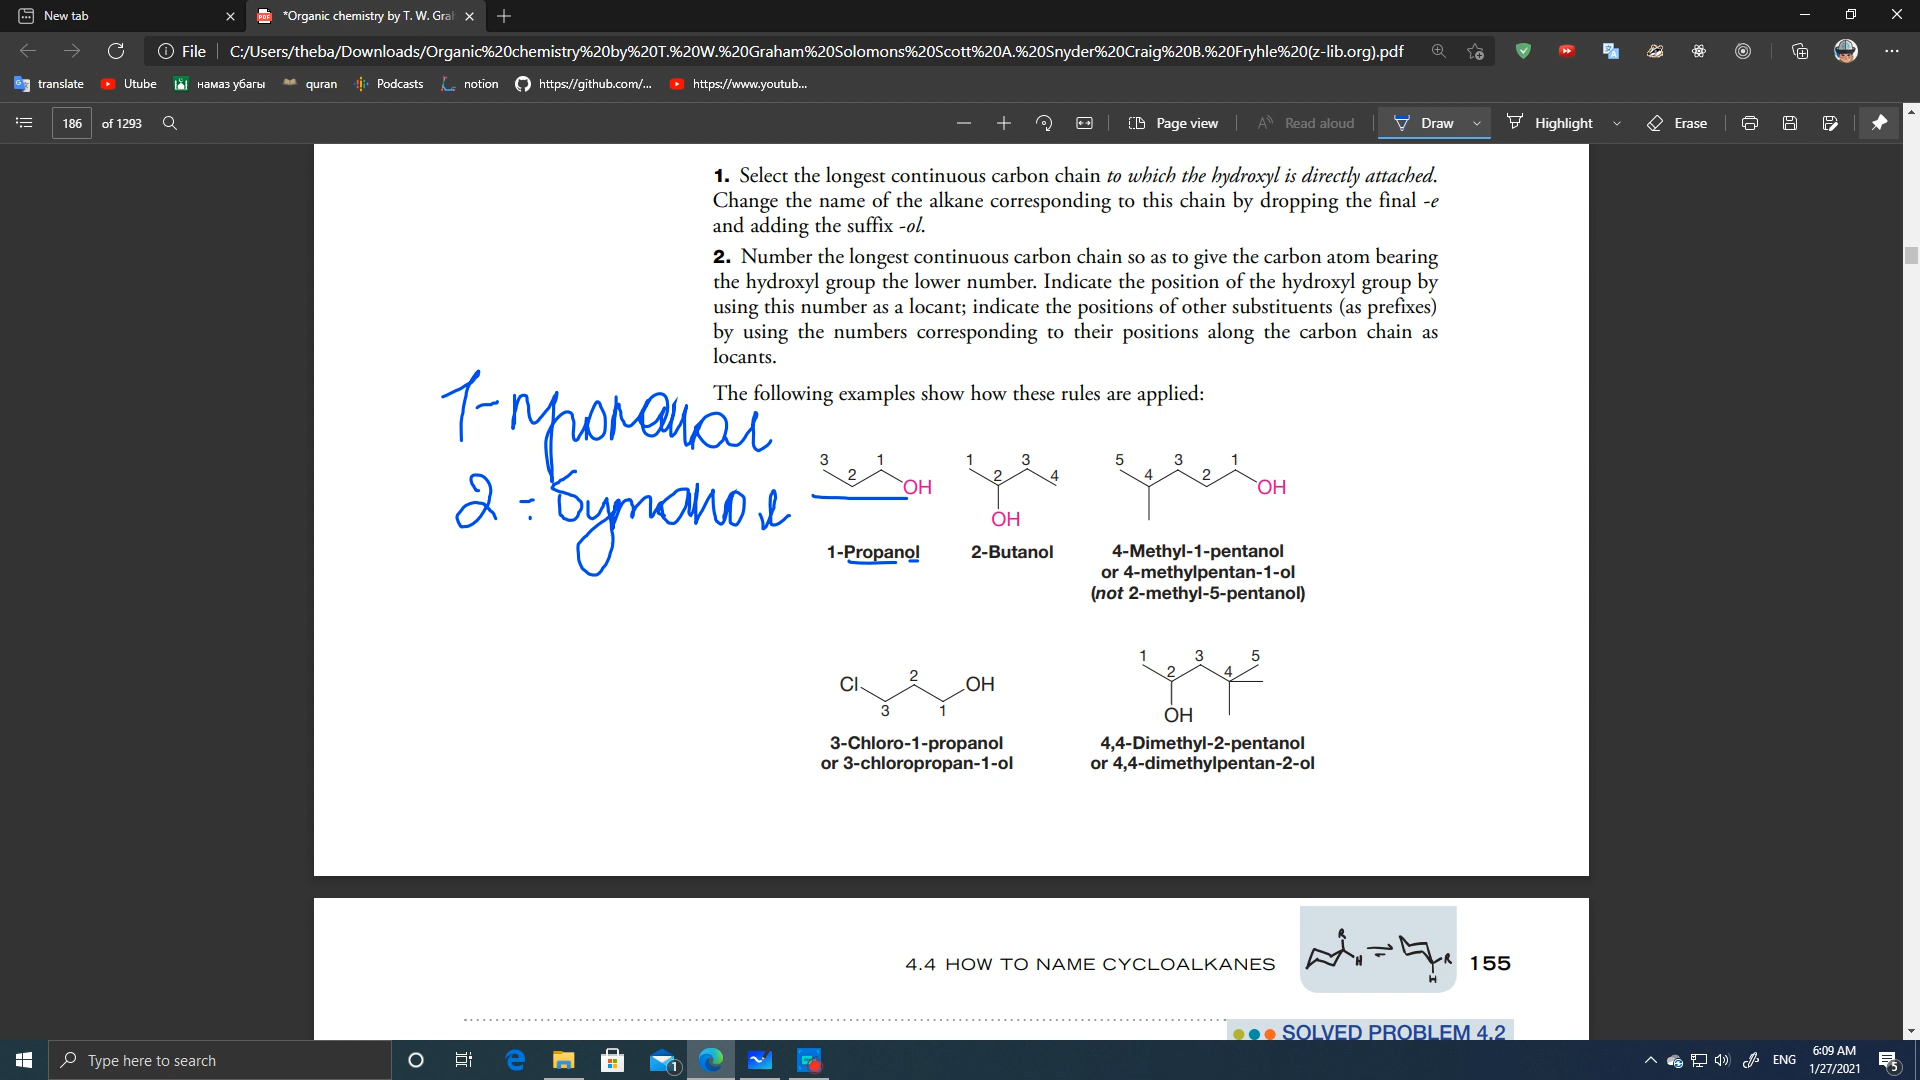 New tab
*Organic chemistry by T. W. Gra
File
C:/Users/theba/Downloads/Organic%20chemistry%20by%20T.%20W.%20Graham%20Solomons%20Scott%20A.%20Snyder%20Craig%20B.%20Fryhle%20(z-lib.org).pdf
translate
Utube
намаз убағы
quran
Podcasts
notion
https://github.com/...
https://www.youtub...
186 of 1293
Page view
Read aloud
Draw
Highlight
Erase
1. Select the longest continuous carbon chain to which the hydroxyl is directly attached.
Change the name of the alkane corresponding to this chain by dropping the final -e
and adding the suffix -ol.
2. Number the longest continuous carbon chain so as to give the carbon atom bearing
the hydroxyl group the lower number. Indicate the position of the hydroxyl group by
using this number as a locant; indicate the positions of other substituents (as prefixes)
by using the numbers corresponding to their positions along the carbon chain as
locants.
The following examples show how these rules are applied:
1-пропанол
2-бутанол
3 2 1 OH
1 2 3 4 OH
5 4 3 2 1 OH
1-Propanol
2-Butanol
4-Methyl-1-pentanol
or 4-methylpentan-1-ol
(not 2-methyl-5-pentanol)
Cl 3 2 1 OH
1 2 3 4 5 OH
3-Chloro-1-propanol
or 3-chloropropan-1-ol
4,4-Dimethyl-2-pentanol
or 4,4-dimethylpentan-2-ol
4.4 HOW TO NAME CYCLOALKANES
R H R H
155
SOLVED PROBLEM 4.2
Type here to search
1
ENG
6:09 AM
1/27/2021
5